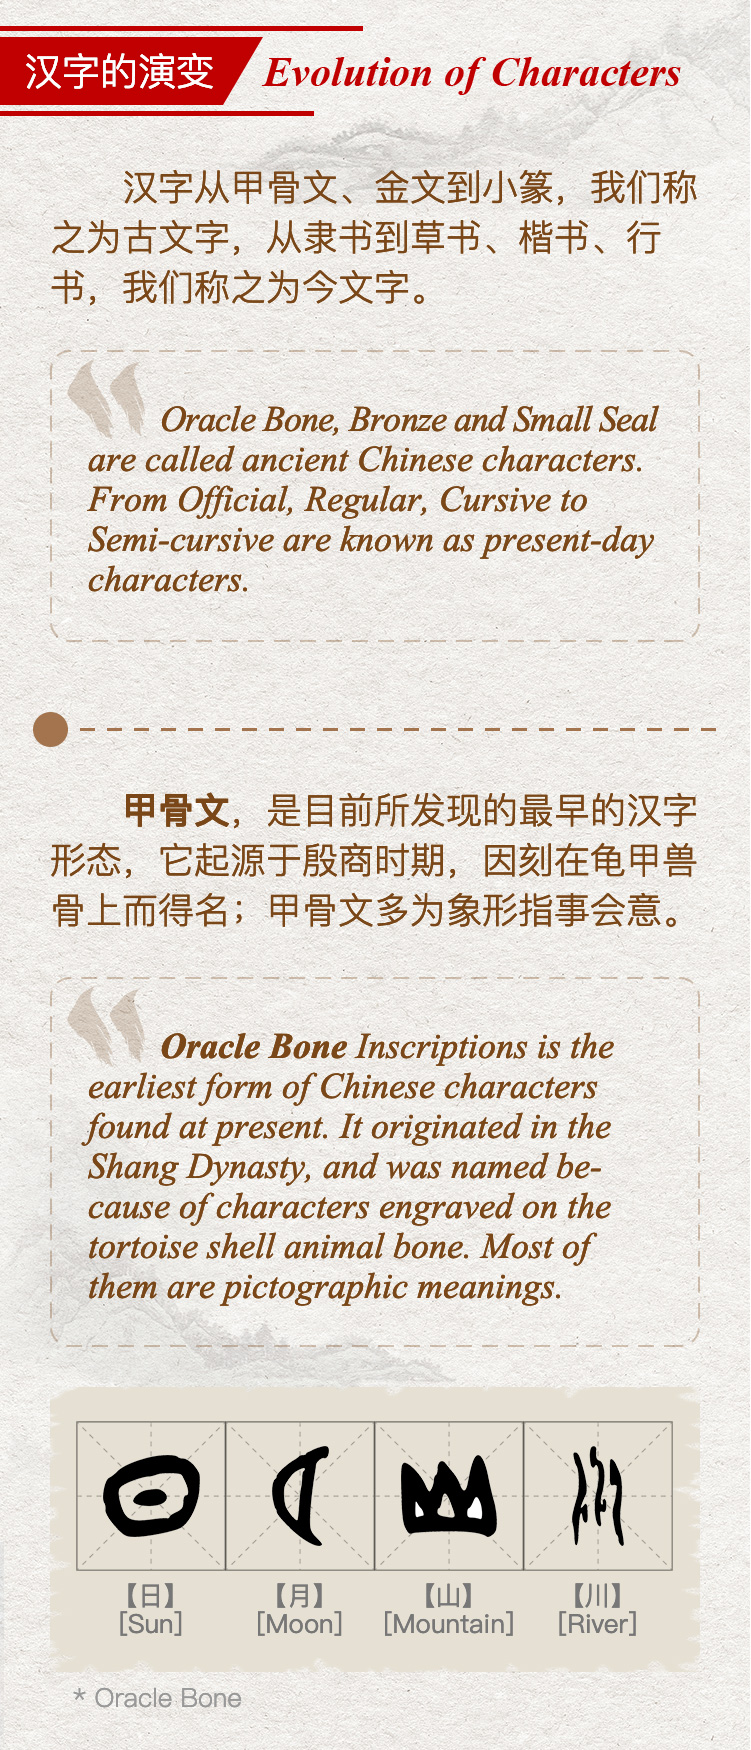 汉字的演变 Evolution of Characters
汉字从甲骨文、金文到小篆，我们称
之为古文字，从隶书到草书、楷书、行
书，我们称之为今文字。
Oracle Bone, Bronze and Small Seal
are called ancient Chinese characters.
From Official, Regular, Cursive to
Semi-cursive are known as present-day
characters.
甲骨文，是目前所发现的最早的汉字
形态，它起源于殷商时期，因刻在龟甲兽
骨上而得名；甲骨文多为象形指事会意。
Oracle Bone Inscriptions is the
earliest form of Chinese characters
found at present. It originated in the
Shang Dynasty, and was named be-
cause of characters engraved on the
tortoise shell animal bone. Most of
them are pictographic meanings.
【日】 【月】 【山】 【川】
[Sun] [Moon] [Mountain] [River]
* Oracle Bone